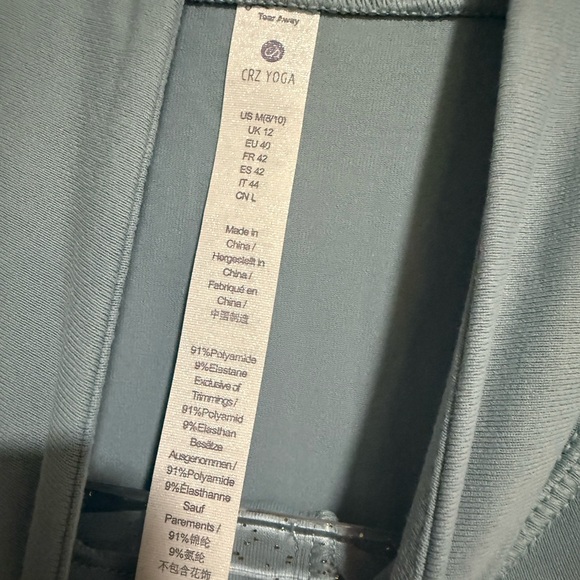 Tear Away
CRZ YOGA
US M(8/10)
UK 12
EU 40
FR 42
ES 42
IT 44
CN L
Made in
China /
Hergestellt in
China /
Fabriqué en
China /
中国制造
91%Polyamide
9%Elastane
Exclusive of
Trimmings /
91%Polyamid
9%Elasthan
Besätze
Ausgenommen /
91%Polyamide
9%Élasthanne
Sauf
Parements /
91%锦纶
9%氨纶
不包含花饰